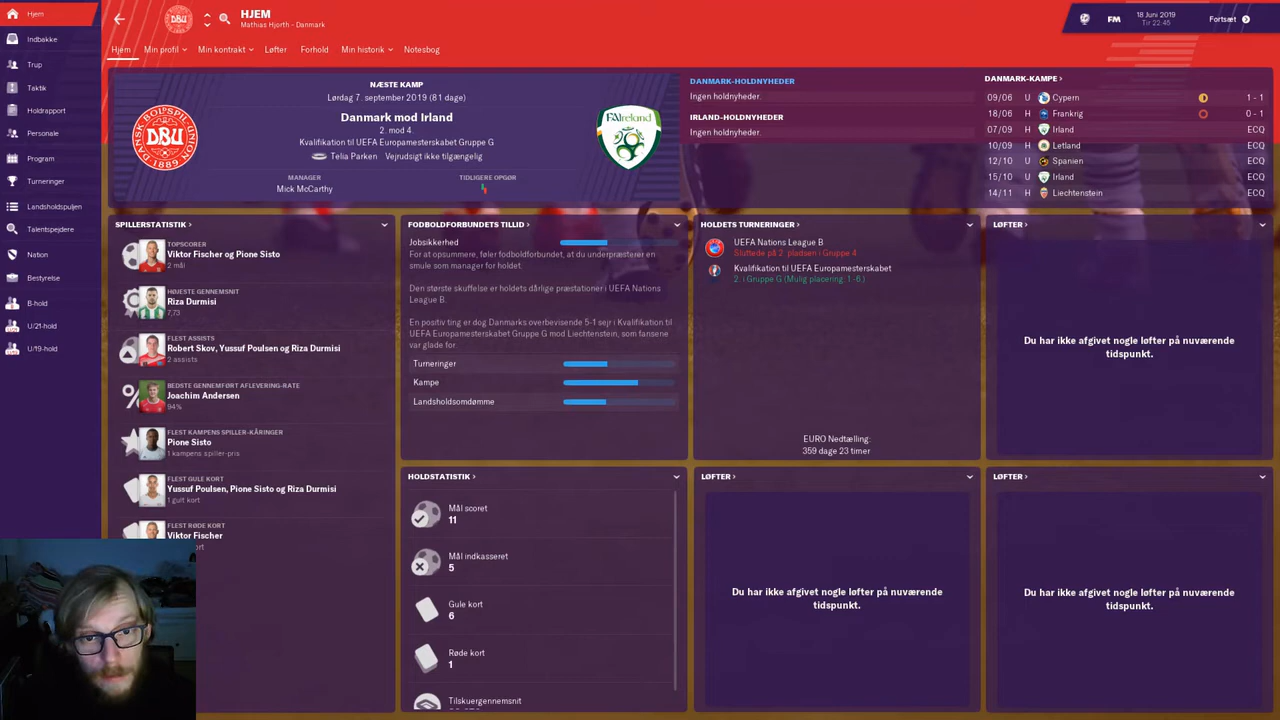 Hjem
Indbakke
Trup
Taktik
Holdrapport
Personale
Program
Turneringer
Landsholdspuljen
Talentspejdere
Nation
Bestyrelse
B-hold
U/21-hold
U/19-hold
HJEM
Mathias Hjorth - Danmark
18 Juni 2019
Tir 22:45
FM
Fortsæt
Hjem
Min profil
Min kontrakt
Løfter
Forhold
Min historik
Notesbog
NÆSTE KAMP
Lørdag 7. september 2019 (81 dage)
Danmark mod Irland
2. mod 4.
Kvalifikation til UEFA Europamesterskabet Gruppe G
Telia Parken Vejrudsigt ikke tilgængelig
MANAGER
Mick McCarthy
TIDLIGERE OPGØR
DANMARK-HOLDNYHEDER
Ingen holdnyheder.
IRLAND-HOLDNYHEDER
Ingen holdnyheder.
DANMARK-KAMPE >
09/06 U Cypern 1 - 1
18/06 H Frankrig 0 - 1
07/09 H Irland ECQ
10/09 H Letland ECQ
12/10 U Spanien ECQ
15/10 U Irland ECQ
14/11 H Liechtenstein ECQ
SPILLERSTATISTIK >
TOPSCORER
Viktor Fischer og Pione Sisto
2 mål
HØJESTE GENNEMSNIT
Riza Durmisi
7,73
FLEST ASSISTS
Robert Skov, Yussuf Poulsen og Riza Durmisi
2 assists
BEDSTE GENNEMFØRT AFLEVERING-RATE
Joachim Andersen
94%
FLEST KAMPENS SPILLER-KÅRINGER
Pione Sisto
1 kampens spiller-pris
FLEST GULE KORT
Yussuf Poulsen, Pione Sisto og Riza Durmisi
1 gult kort
FLEST RØDE KORT
Viktor Fischer
FODBOLDFORBUNDETS TILLID >
Jobsikkerhed
For at opsummere, føler fodboldforbundet, at du underpræsterer en
smule som manager for holdet.
Den største skuffelse er holdets dårlige præstationer i UEFA Nations
League B.
En positiv ting er dog Danmarks overbevisende 5-1 sejr i Kvalifikation til
UEFA Europamesterskabet Gruppe G mod Liechtenstein, som fansene
var glade for.
Turneringer
Kampe
Landsholdsomdømme
HOLDSTATISTIK >
Mål scoret
11
Mål indkasseret
5
Gule kort
6
Røde kort
1
Tilskuergennemsnit
HOLDETS TURNERINGER >
UEFA Nations League B
Sluttede på 2. pladsen i Gruppe 4
Kvalifikation til UEFA Europamesterskabet
2. i Gruppe G (Mulig placering: 1.-6.)
EURO Nedtælling:
359 dage 23 timer
LØFTER >
Du har ikke afgivet nogle løfter på nuværende
tidspunkt.
LØFTER >
Du har ikke afgivet nogle løfter på nuværende
tidspunkt.
LØFTER >
Du har ikke afgivet nogle løfter på nuværende
tidspunkt.